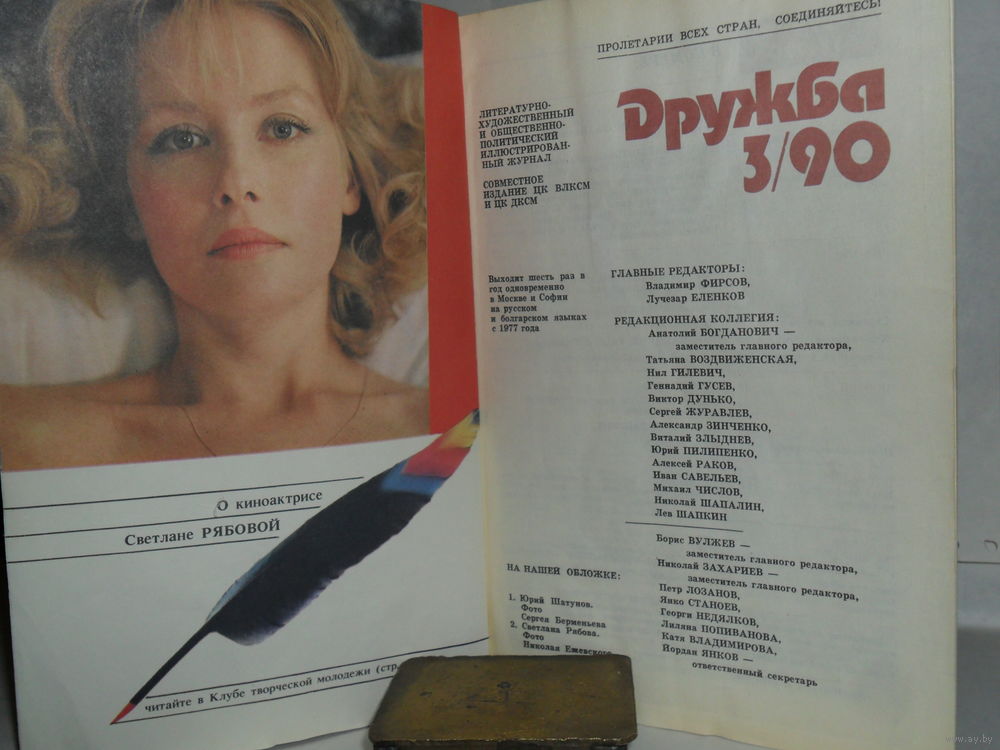 О киноактрисе
Светлане РЯБОВОЙ
читайте в Клубе творческой молодежи (стр.
ПРОЛЕТАРИИ ВСЕХ СТРАН, СОЕДИНЯЙТЕСЬ!
Дружба
3/90
ЛИТЕРАТУРНО-
ХУДОЖЕСТВЕННЫЙ
И ОБЩЕСТВЕННО-
ПОЛИТИЧЕСКИЙ
ИЛЛЮСТРИРОВАН-
НЫЙ ЖУРНАЛ
СОВМЕСТНОЕ
ИЗДАНИЕ ЦК ВЛКСМ
И ЦК ДКСМ
Выходит шесть раз в
год одновременно
в Москве и Софии
на русском
и болгарском языках
с 1977 года
ГЛАВНЫЕ РЕДАКТОРЫ:
Владимир ФИРСОВ,
Лучезар ЕЛЕНКОВ
РЕДАКЦИОННАЯ КОЛЛЕГИЯ:
Анатолий БОГДАНОВИЧ —
заместитель главного редактора,
Татьяна ВОЗДВИЖЕНСКАЯ,
Нил ГИЛЕВИЧ,
Геннадий ГУСЕВ,
Виктор ДУНЬКО,
Сергей ЖУРАВЛЕВ,
Александр ЗИНЧЕНКО,
Виталий ЗЛЫДНЕВ,
Юрий ПИЛИПЕНКО,
Алексей РАКОВ,
Иван САВЕЛЬЕВ,
Михаил ЧИСЛОВ,
Николай ШАПАЛИН,
Лев ШАПКИН
Борис ВУЛЖЕВ —
заместитель главного редактора,
Николай ЗАХАРИЕВ —
заместитель главного редактора,
Петр ЛОЗАНОВ,
Янко СТАНОЕВ,
Георги НЕДЯЛКОВ,
Лиляна ПОПИВАНОВА,
Катя ВЛАДИМИРОВА,
Йордан ЯНКОВ —
ответственный секретарь
НА НАШЕЙ ОБЛОЖКЕ:
1. Юрий Шатунов.
Фото
Сергея Берменьева
2. Светлана Рябова.
Фото
Николая Ежевского
www.ay.by